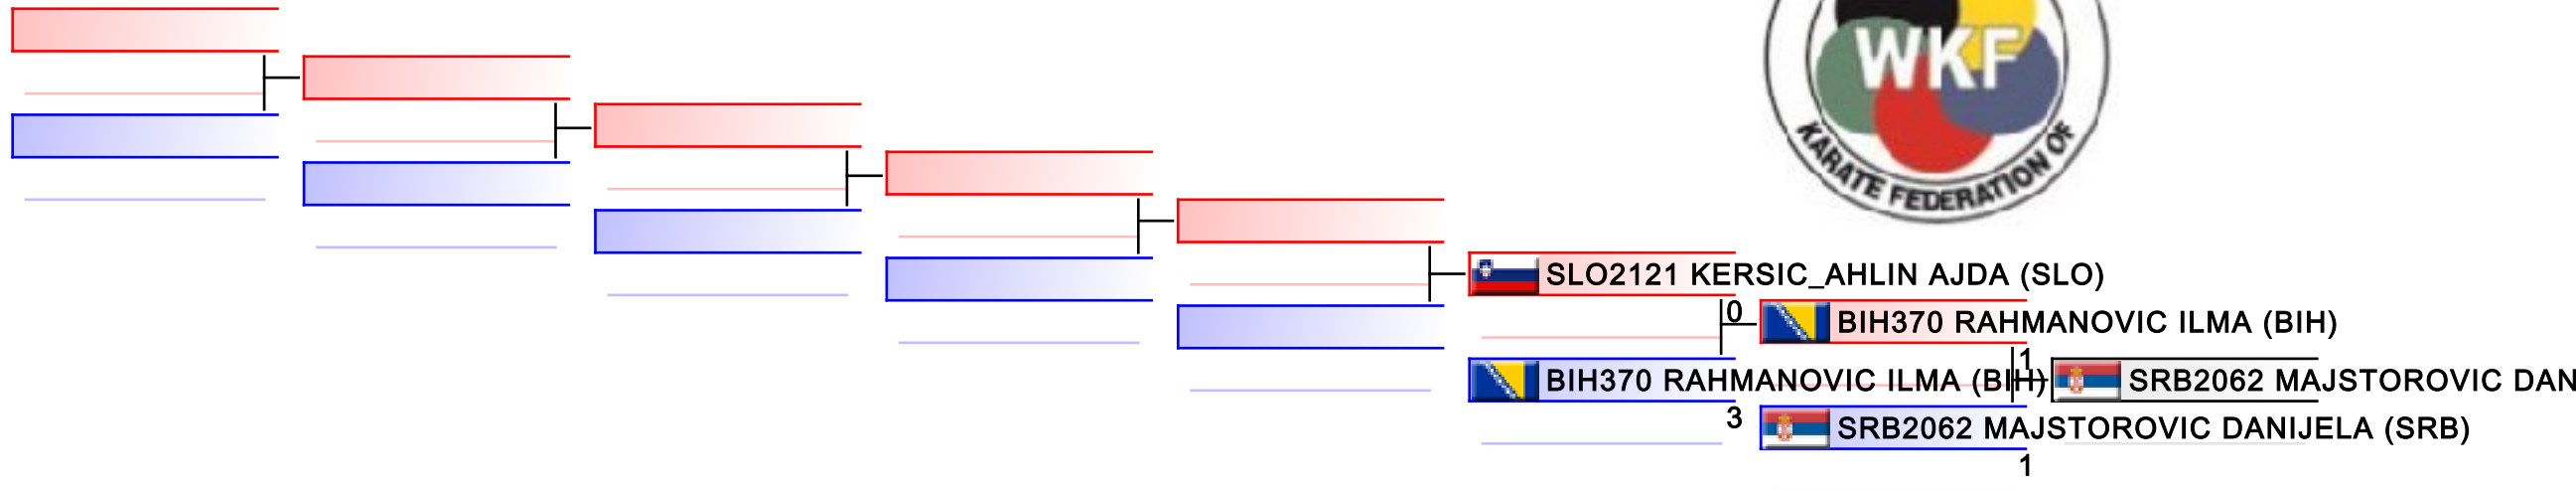 WKF
KARATE FEDERATION OF
SLO2121 KERSIC_AHLIN AJDA (SLO)
0
BIH370 RAHMANOVIC ILMA (BIH)
1
BIH370 RAHMANOVIC ILMA (BIH)
SRB2062 MAJSTOROVIC DAN
3
SRB2062 MAJSTOROVIC DANIJELA (SRB)
1